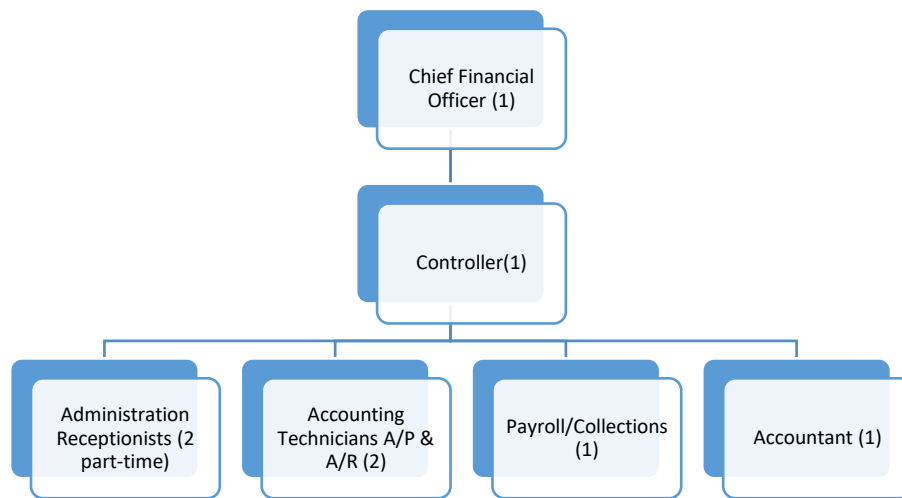 Chief Financial
Officer (1)
Controller(1)
Administration
Receptionists (2
part-time)
Accounting
Technicians A/P &
A/R (2)
Payroll/Collections
(1)
Accountant (1)